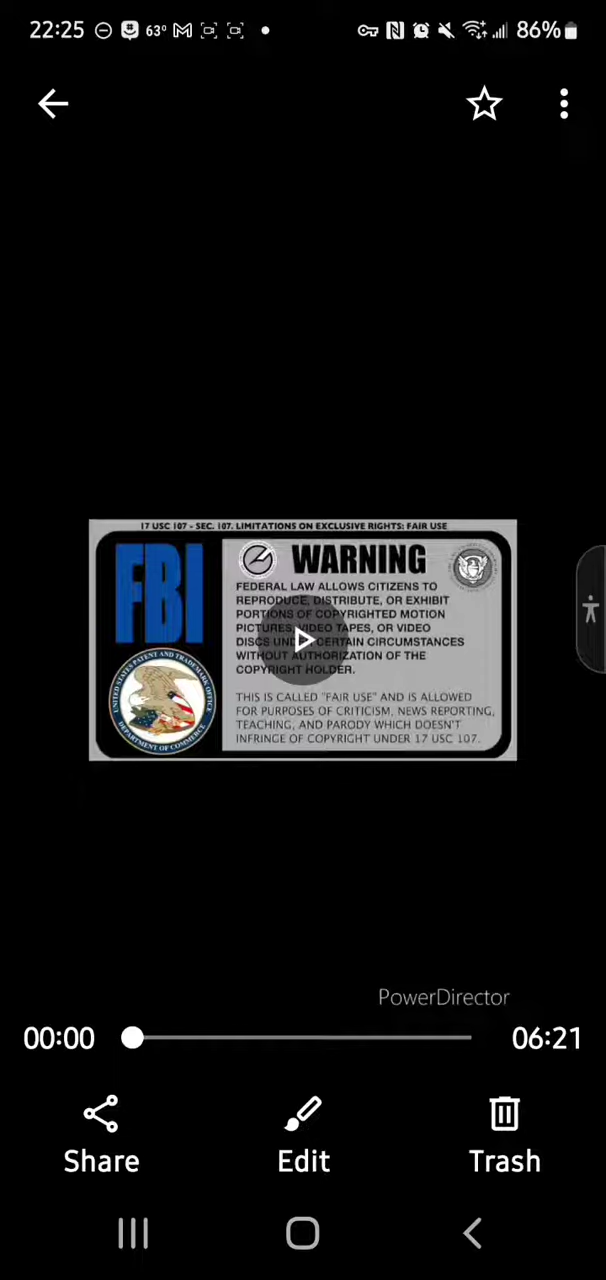 22:25 63° 86%
17 USC 107 - SEC. 107. LIMITATIONS ON EXCLUSIVE RIGHTS: FAIR USE
FBI
WARNING
FEDERAL LAW ALLOWS CITIZENS TO
REPRODUCE, DISTRIBUTE, OR EXHIBIT
PORTIONS OF COPYRIGHTED MOTION
PICTURES, VIDEO TAPES, OR VIDEO
DISCS UNDER CERTAIN CIRCUMSTANCES
WITHOUT AUTHORIZATION OF THE
COPYRIGHT HOLDER.
THIS IS CALLED "FAIR USE" AND IS ALLOWED
FOR PURPOSES OF CRITICISM, NEWS REPORTING,
TEACHING, AND PARODY WHICH DOESN'T
INFRINGE OF COPYRIGHT UNDER 17 USC 107.
UNITED STATES PATENT AND TRADEMARK OFFICE
DEPARTMENT OF COMMERCE
PowerDirector
00:00 06:21
Share Edit Trash